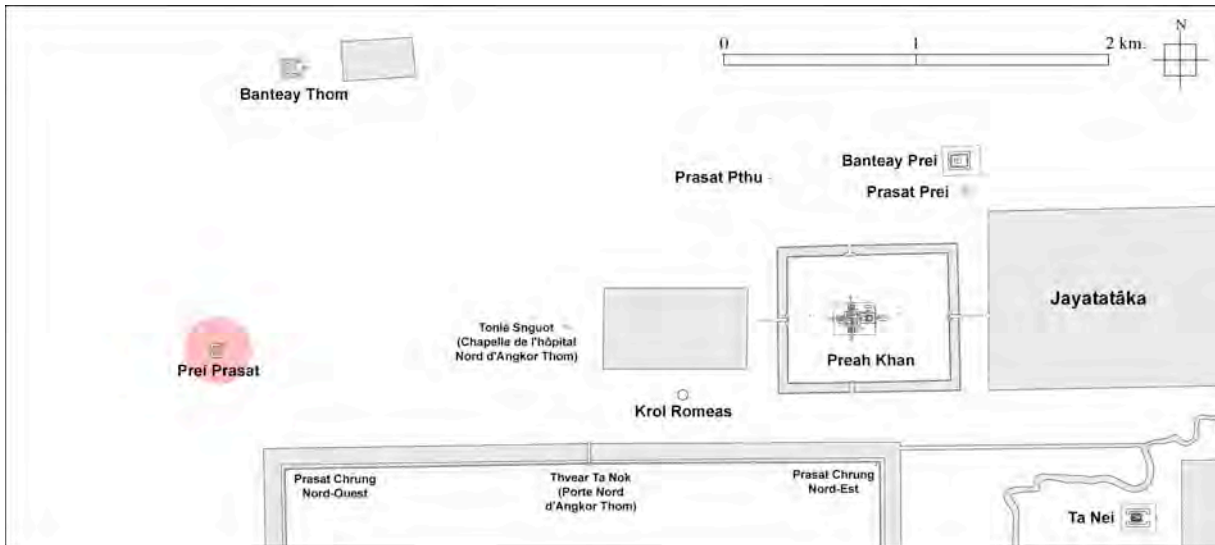 0 1 2 km.
N
Banteay Thom
Banteay Prei
Prasat Pthu
Prasat Prei
Jayatatâka
Tonlé Snguot
(Chapelle de l'hôpital
Nord d'Angkor Thom)
Prei Prasat
Preah Khan
Krol Romeas
Prasat Chrung
Nord-Ouest
Thvear Ta Nok
(Porte Nord
d'Angkor Thom)
Prasat Chrung
Nord-Est
Ta Nei